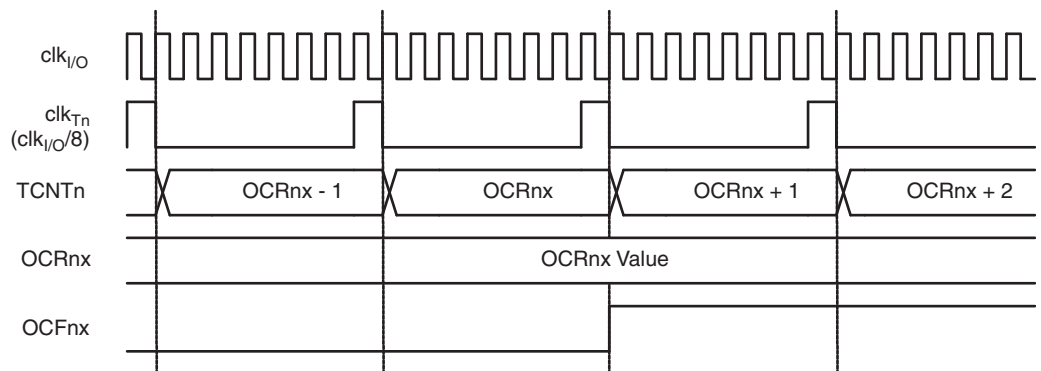 clkI/O
clkTn
(clkI/O/8)
TCNTn
OCRnx - 1
OCRnx
OCRnx + 1
OCRnx + 2
OCRnx
OCRnx Value
OCFnx